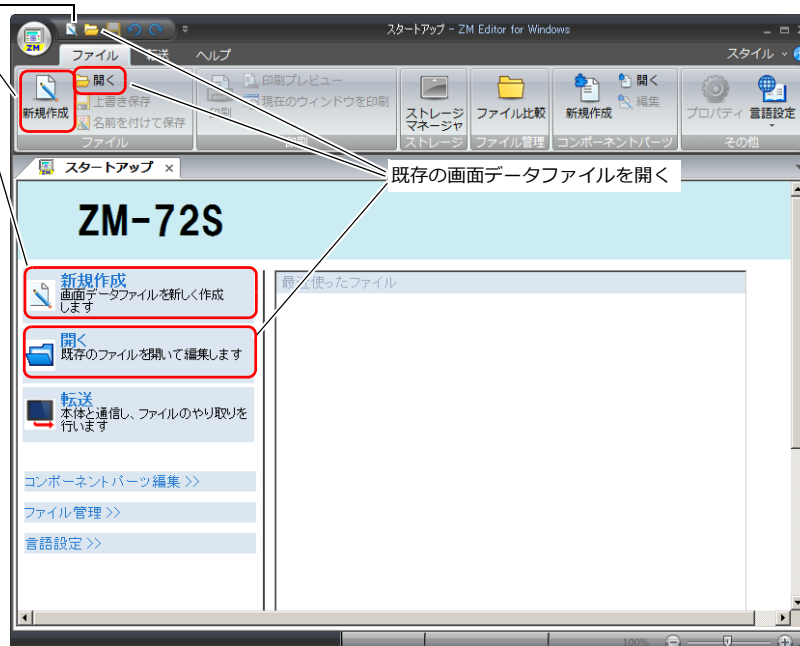 スタートアップ - ZM Editor for Windows
ZM
ファイル 転送 ヘルプ
スタイル
新規作成
開く
上書き保存
名前を付けて保存
ファイル
印刷
印刷プレビュー
現在のウィンドウを印刷
印刷
ストレージ
マネージャ
ストレージ
ファイル比較
ファイル管理
新規作成
開く
編集
コンポーネントパーツ
プロパティ
言語設定
その他
スタートアップ ×
既存の画面データファイルを開く
ZM-72S
新規作成
画面データファイルを新しく作成
します
開く
既存のファイルを開いて編集します
転送
本体と通信し、ファイルのやり取りを
行います
コンポーネントパーツ編集 >>
ファイル管理 >>
言語設定 >>
最近使ったファイル
100%